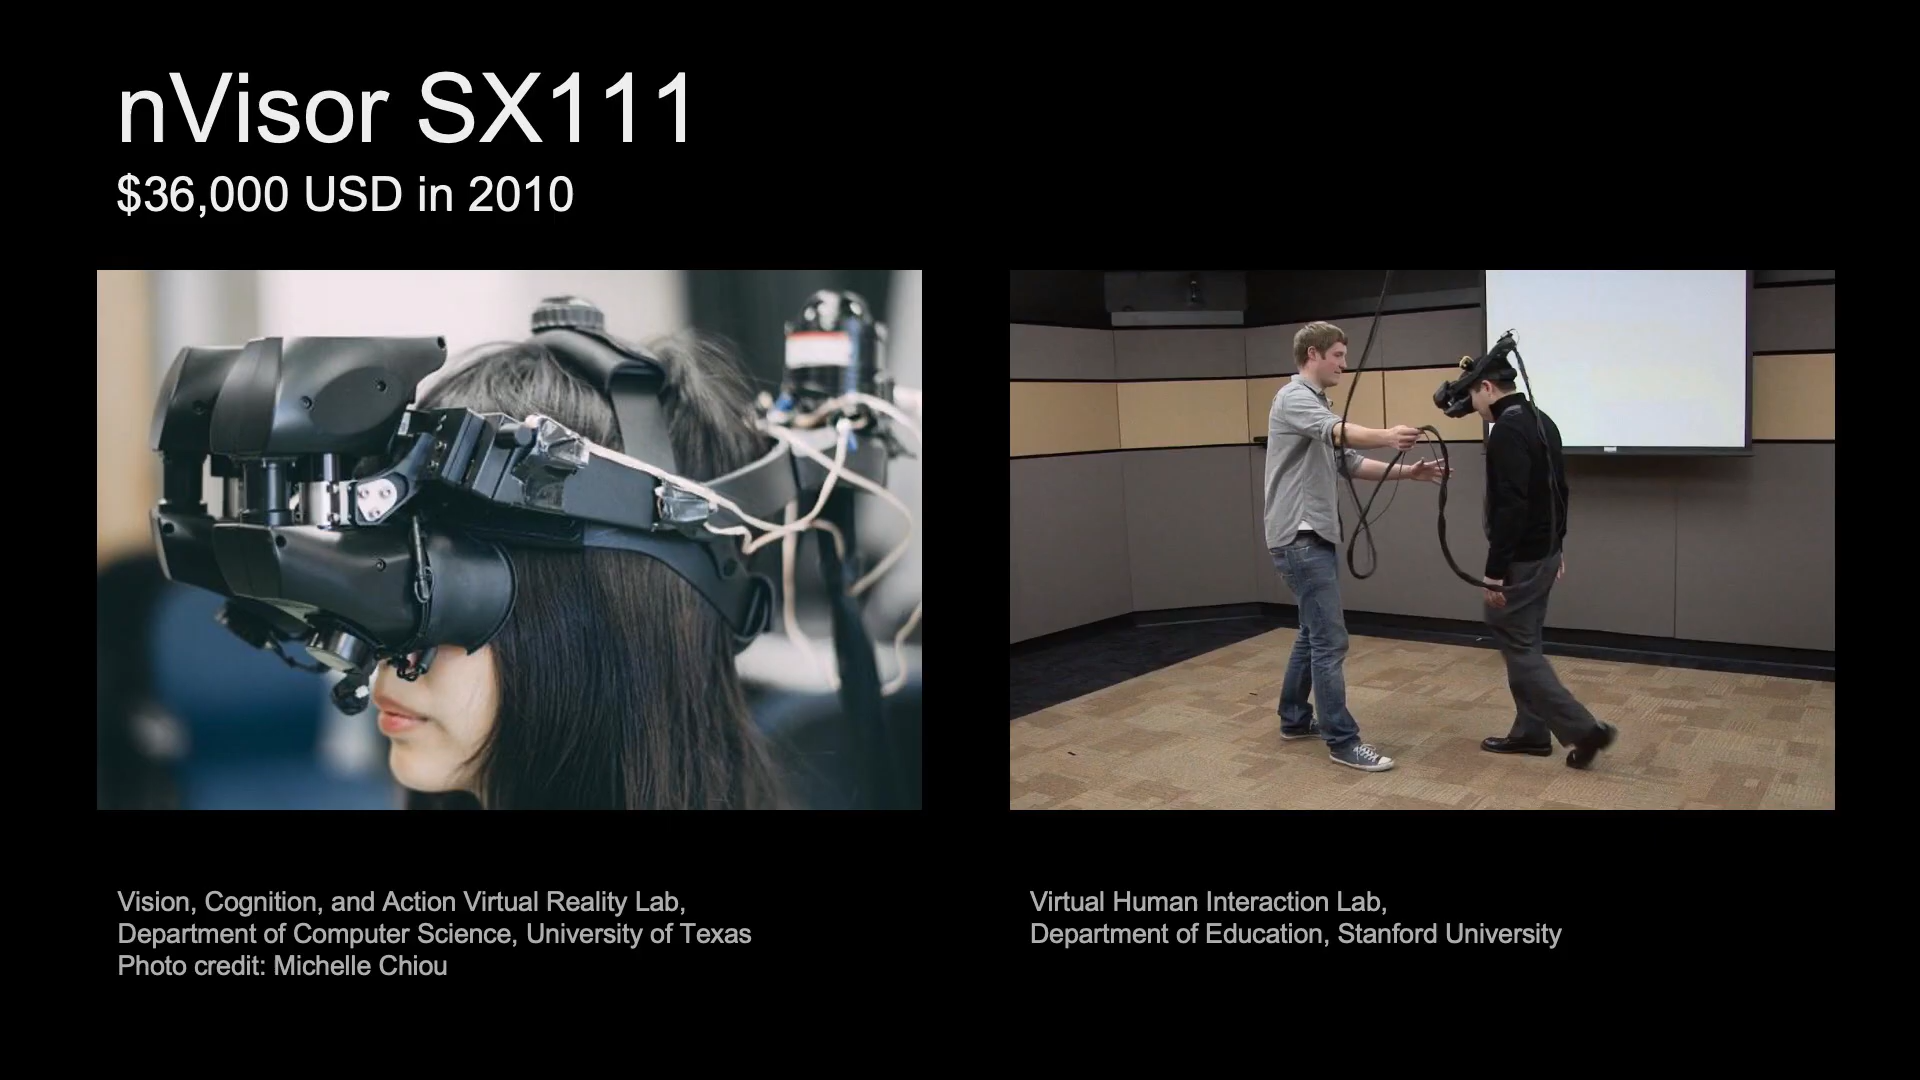 nVisor SX111
$36,000 USD in 2010
Vision, Cognition, and Action Virtual Reality Lab,
Department of Computer Science, University of Texas
Photo credit: Michelle Chiou
Virtual Human Interaction Lab,
Department of Education, Stanford University